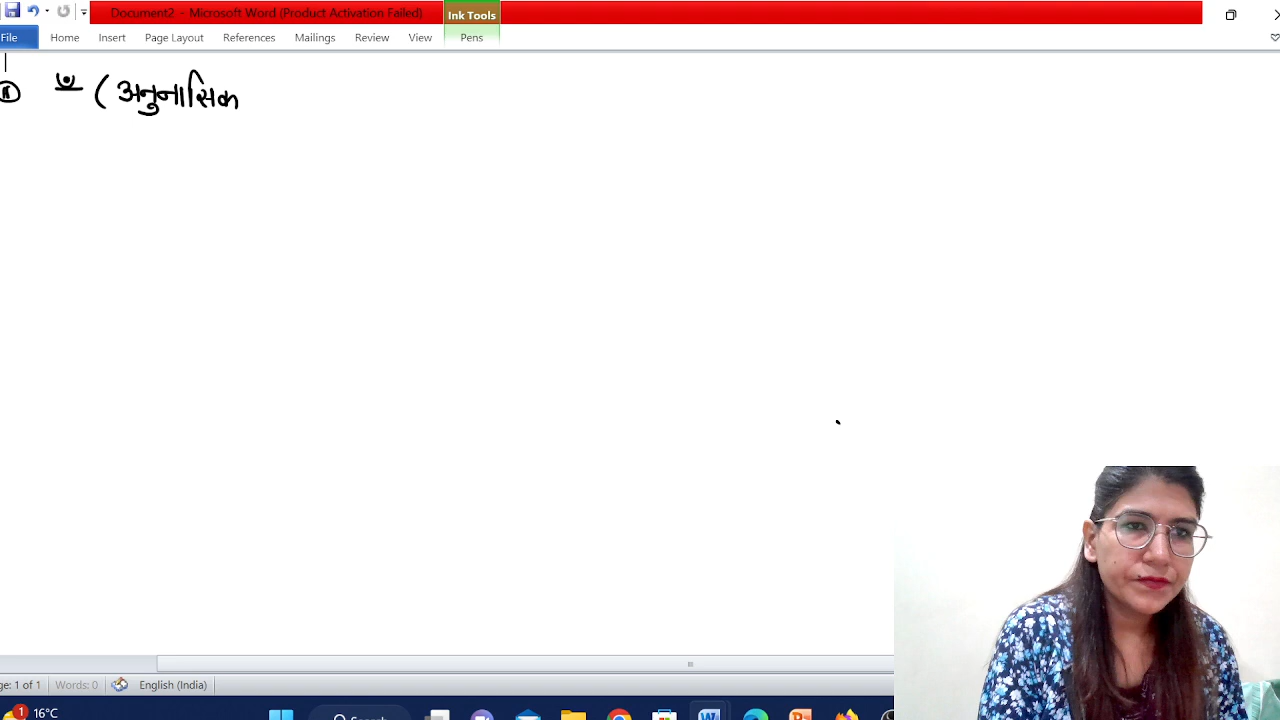 Document2 - Microsoft Word (Product Activation Failed)
Ink Tools
File Home Insert Page Layout References Mailings Review View Pens
ँ ( अनुनासिक
ge: 1 of 1 Words: 0 English (India)
1 16°C
Search